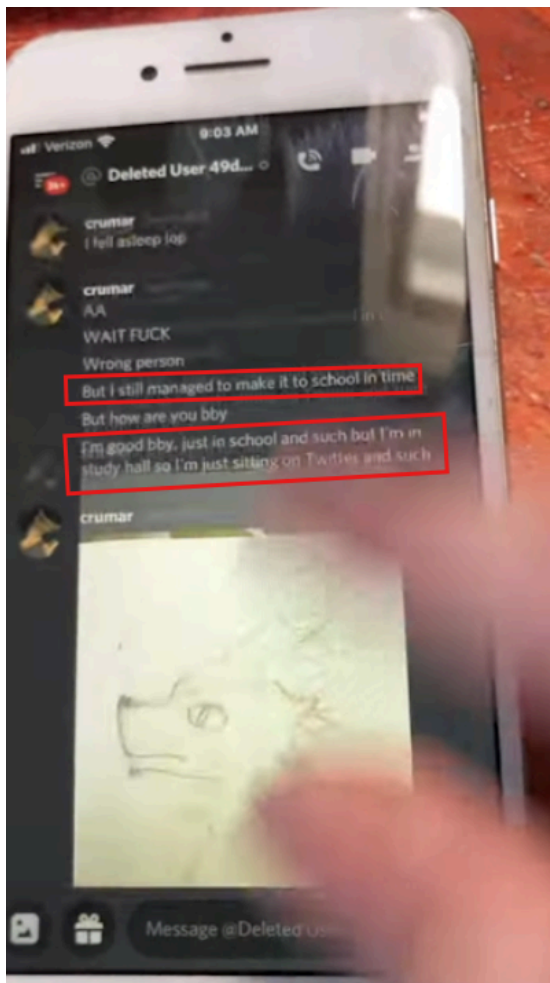 Verizon
9:03 AM
Deleted User 49d...
crumar
I fell asleep lop
crumar
AA
WAIT FUCK
Wrong person
But I still managed to make it to school in time
But how are you bby
I'm good bby, just in school and such but I'm in
study hall so I'm just sitting on Twitter and such
crumar
Message @Deleted